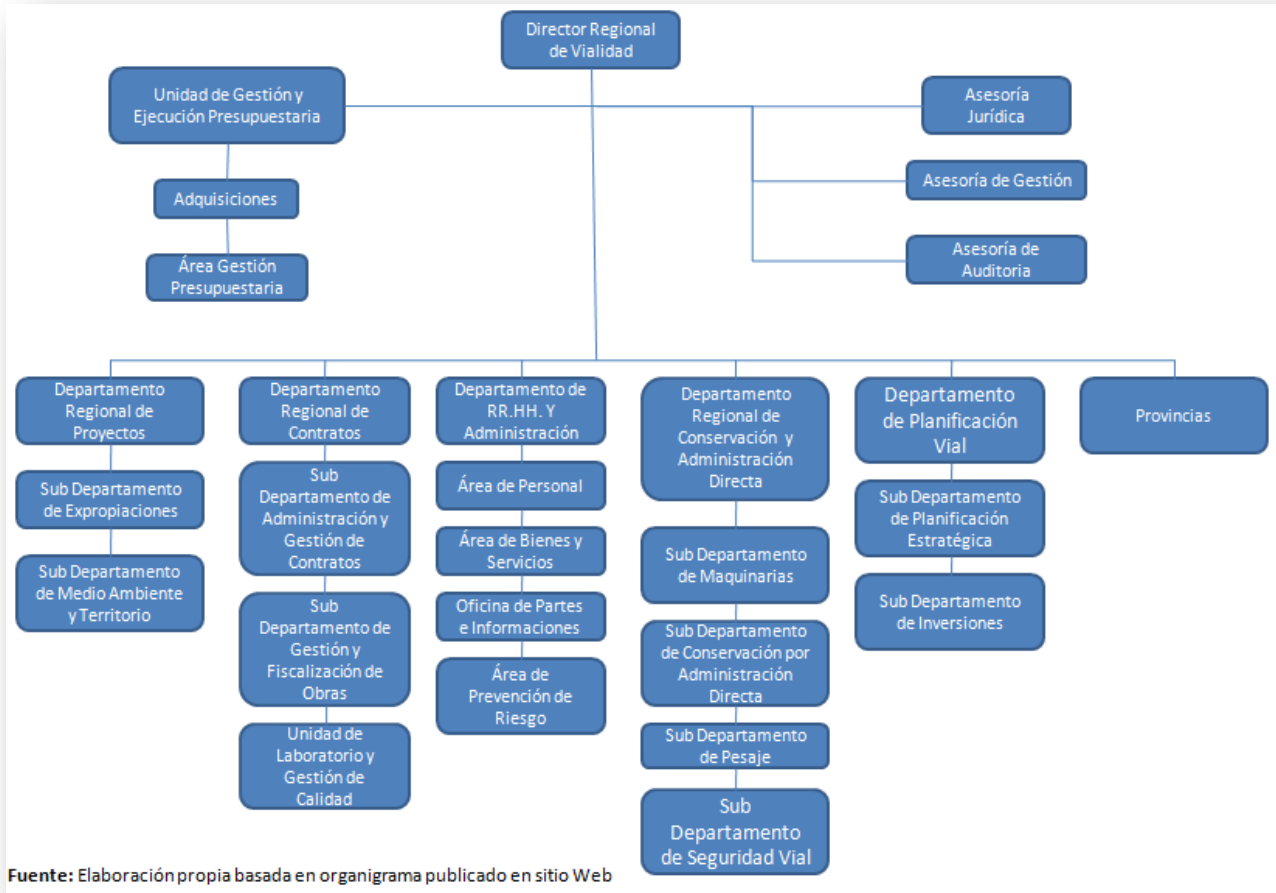 Director Regional
de Vialidad
Unidad de Gestión y
Ejecución Presupuestaria
Adquisiciones
Área Gestión
Presupuestaria
Asesoría
Jurídica
Asesoría de Gestión
Asesoría de
Auditoria
Departamento
Regional de
Proyectos
Sub Departamento
de Expropiaciones
Sub Departamento
de Medio Ambiente
y Territorio
Departamento
Regional de
Contratos
Sub
Departamento de
Administración y
Gestión de
Contratos
Sub
Departamento de
Gestión y
Fiscalización de
Obras
Unidad de
Laboratorio y
Gestión de
Calidad
Departamento de
RR.HH. Y
Administración
Área de Personal
Área de Bienes y
Servicios
Oficina de Partes
e Informaciones
Área de
Prevención de
Riesgo
Departamento
Regional de
Conservación y
Administración
Directa
Sub Departamento
de Maquinarias
Sub Departamento
de Conservación por
Administración
Directa
Sub Departamento
de Pesaje
Sub
Departamento
de Seguridad Vial
Departamento
de Planificación
Vial
Sub Departamento
de Planificación
Estratégica
Sub Departamento
de Inversiones
Provincias
Fuente: Elaboración propia basada en organigrama publicado en sitio Web